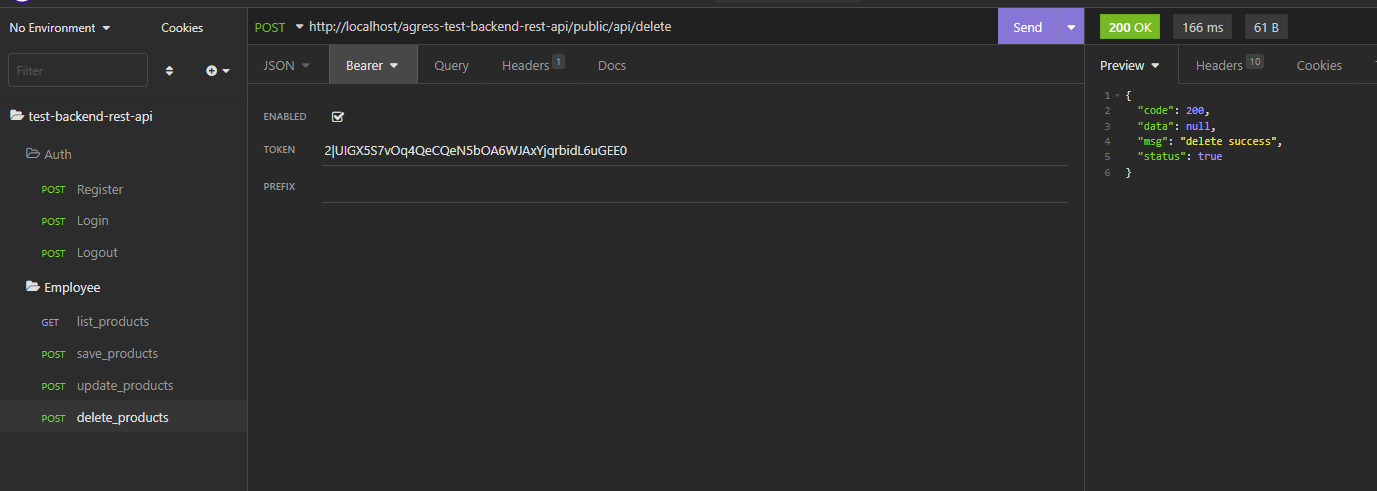 No Environment
Cookies
Filter
test-backend-rest-api
Auth
POST Register
POST Login
POST Logout
Employee
GET list_products
POST save_products
POST update_products
POST delete_products
POST http://localhost/agress-test-backend-rest-api/public/api/delete
Send
JSON Bearer Query Headers 1 Docs
ENABLED
TOKEN 2|UIGX5S7vOq4QeCQeN5bOA6WJAxYjqrbidL6uGEE0
PREFIX
200 OK 166 ms 61 B
Preview Headers 10 Cookies
1 {
2 "code": 200,
3 "data": null,
4 "msg": "delete success",
5 "status": true
6 }